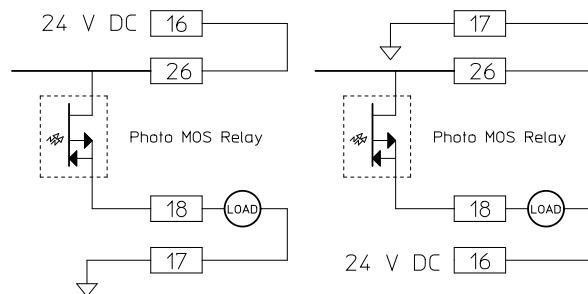 24 V DC 16
26
Photo MOS Relay
18 LOAD
17
17
26
Photo MOS Relay
18 LOAD
24 V DC 16